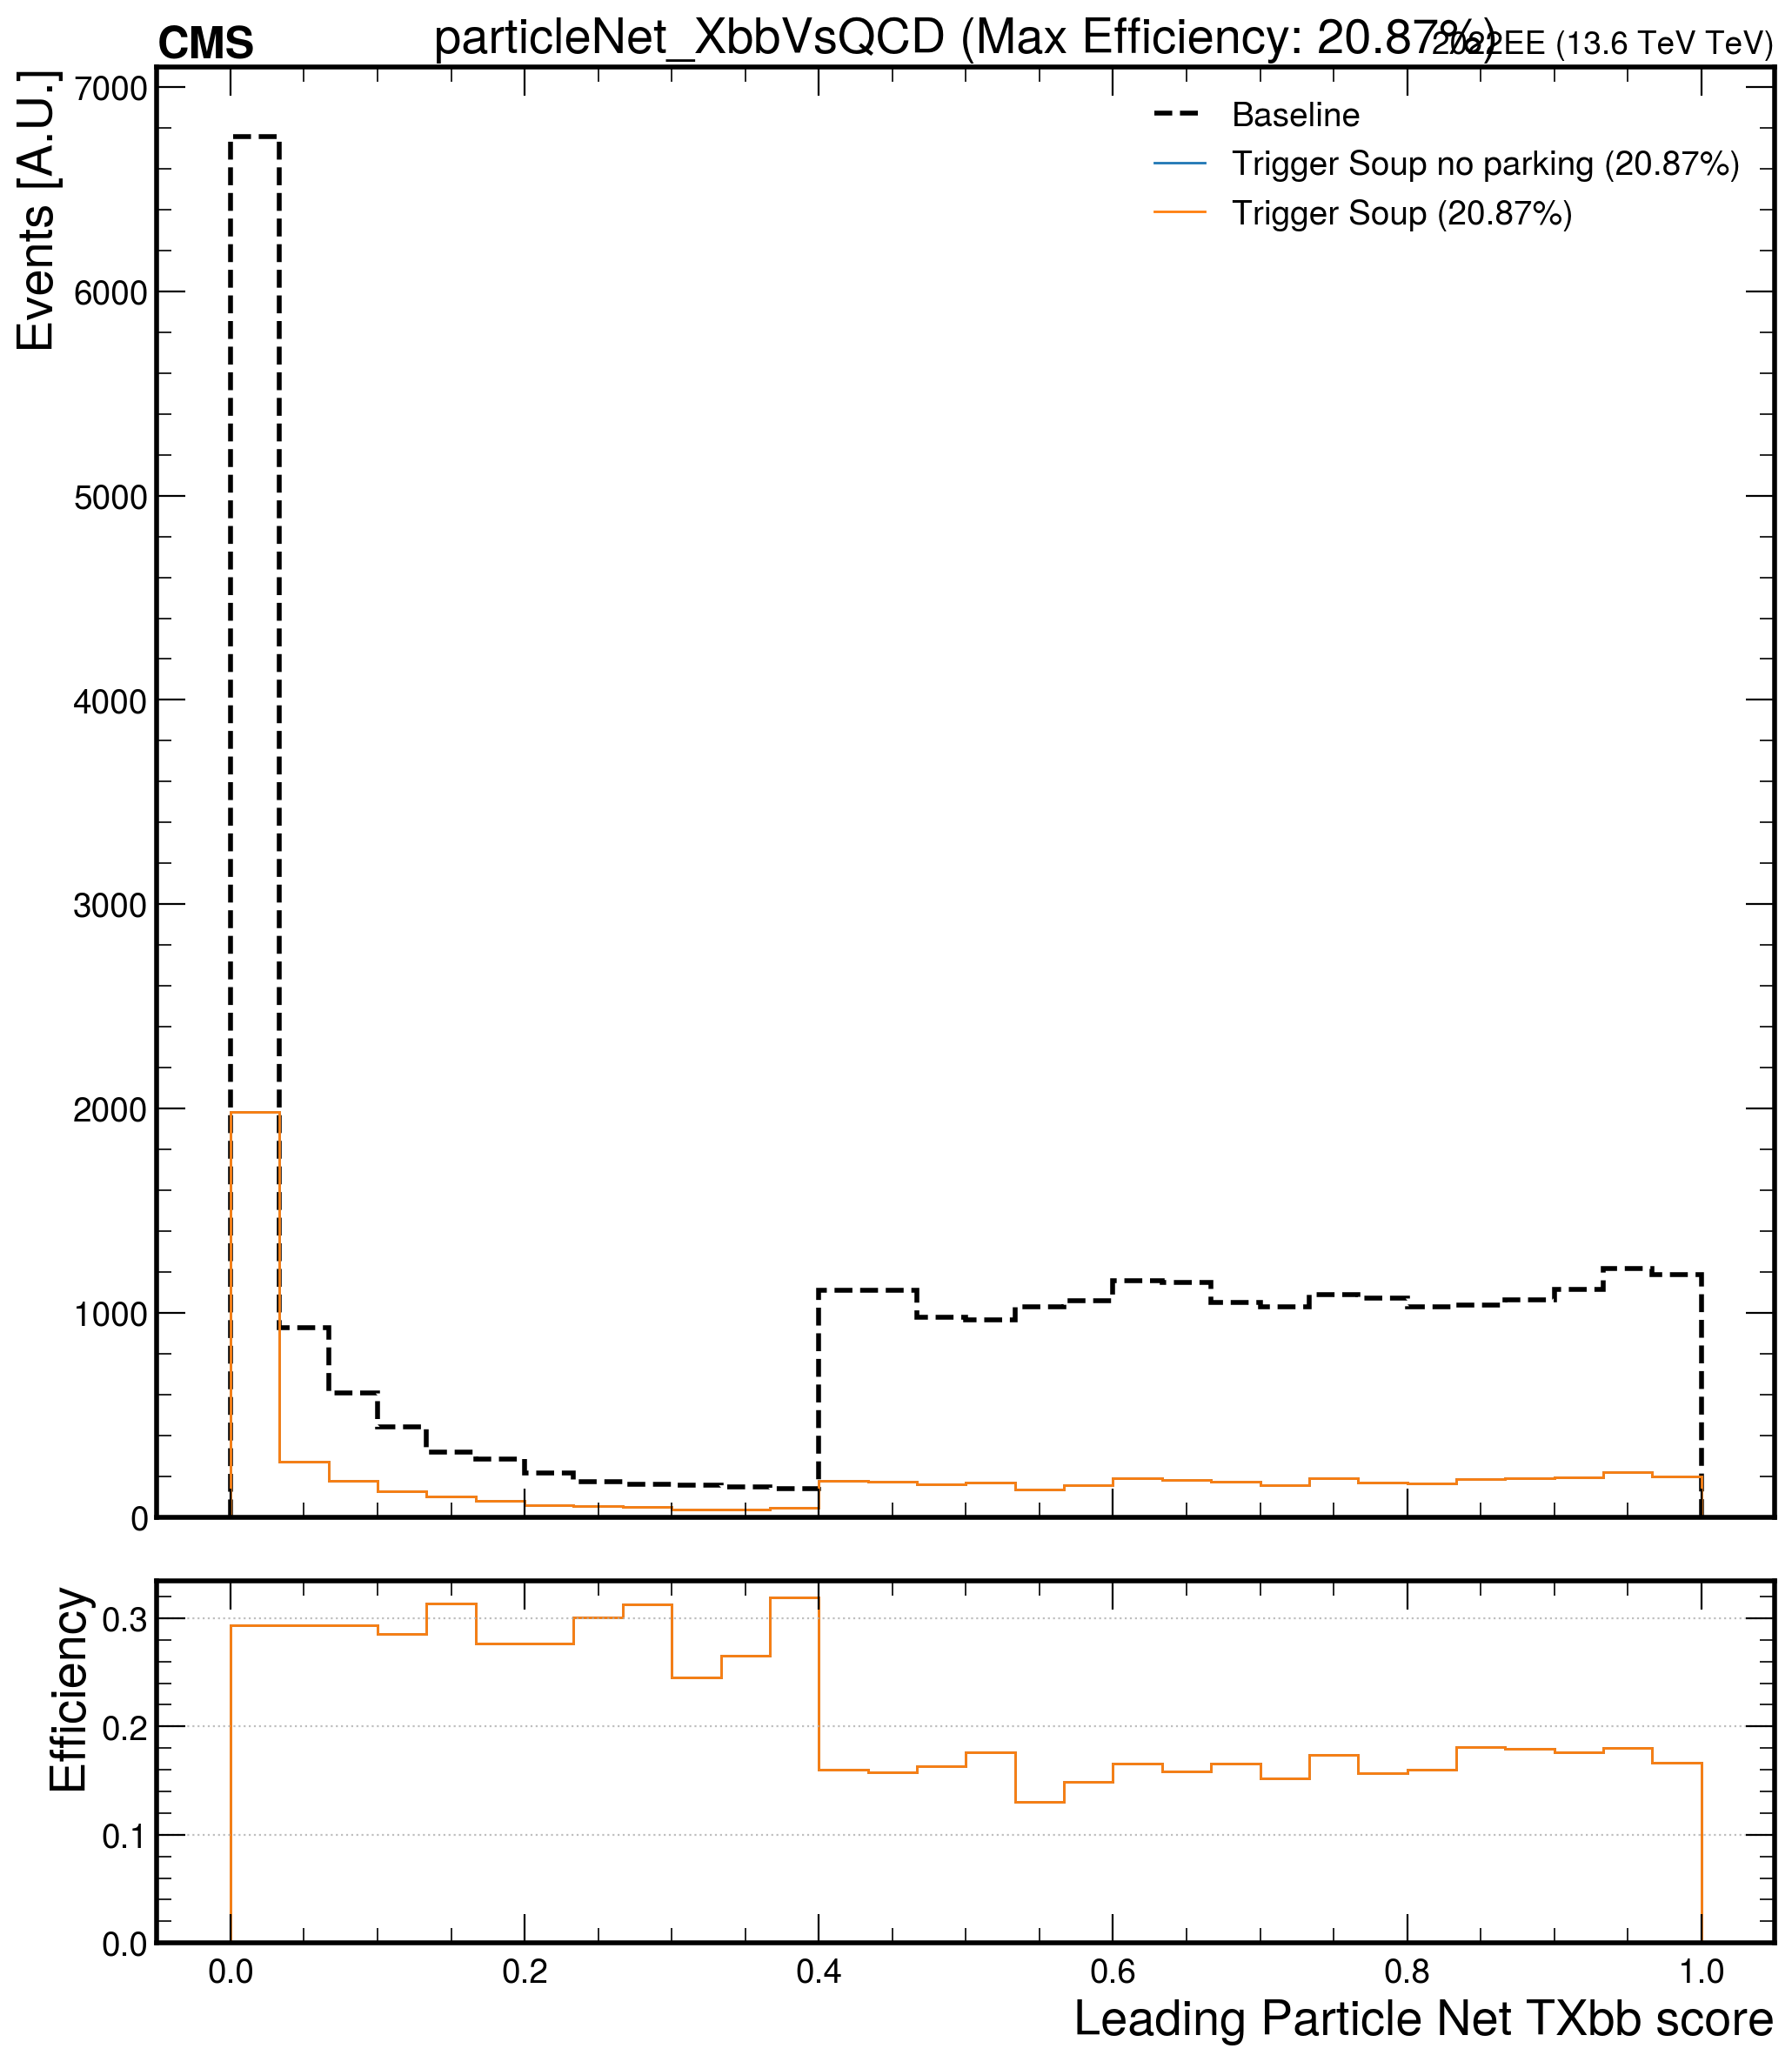 CMS
particleNet_XbbVsQCD (Max Efficiency: 20.87%)
2022EE (13.6 TeV TeV)
Events [A.U.]
7000
6000
5000
4000
3000
2000
1000
0
Baseline
Trigger Soup no parking (20.87%)
Trigger Soup (20.87%)
Efficiency
0.3
0.2
0.1
0.0
0.0 0.2 0.4 0.6 0.8 1.0
Leading Particle Net TXbb score